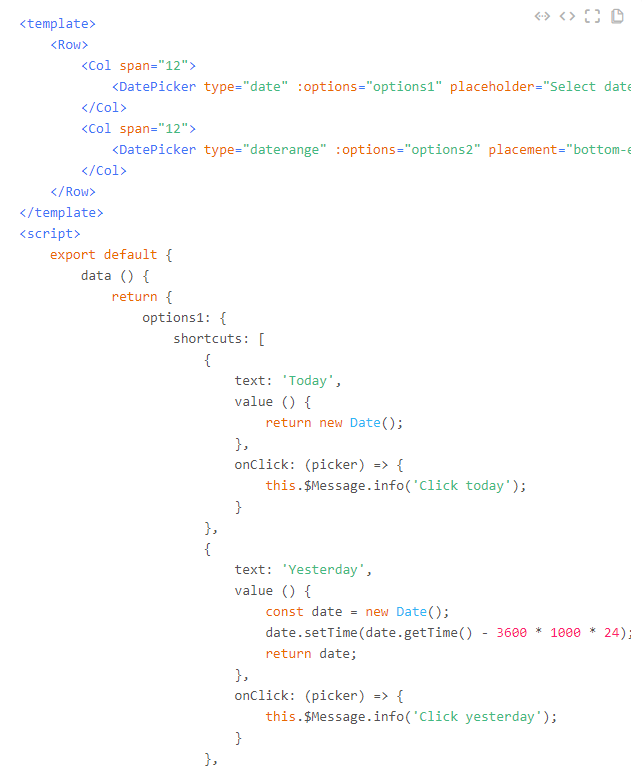 <template>
    <Row>
        <Col span="12">
            <DatePicker type="date" :options="options1" placeholder="Select date
        </Col>
        <Col span="12">
            <DatePicker type="daterange" :options="options2" placement="bottom-e
        </Col>
    </Row>
</template>
<script>
    export default {
        data () {
            return {
                options1: {
                    shortcuts: [
                        {
                            text: 'Today',
                            value () {
                                return new Date();
                            },
                            onClick: (picker) => {
                                this.$Message.info('Click today');
                            }
                        },
                        {
                            text: 'Yesterday',
                            value () {
                                const date = new Date();
                                date.setTime(date.getTime() - 3600 * 1000 * 24);
                                return date;
                            },
                            onClick: (picker) => {
                                this.$Message.info('Click yesterday');
                            }
                        },